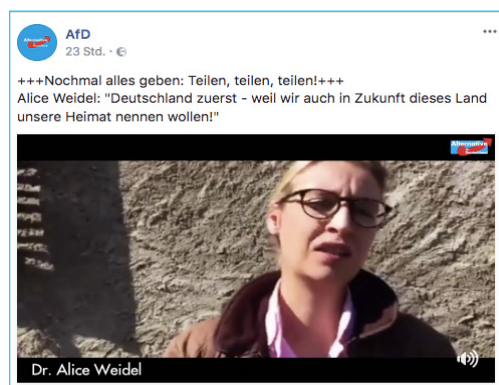 AfD
23 Std.
+++Nochmal alles geben: Teilen, teilen, teilen!+++
Alice Weidel: "Deutschland zuerst - weil wir auch in Zukunft dieses Land
unsere Heimat nennen wollen!"
Alternative
Dr. Alice Weidel